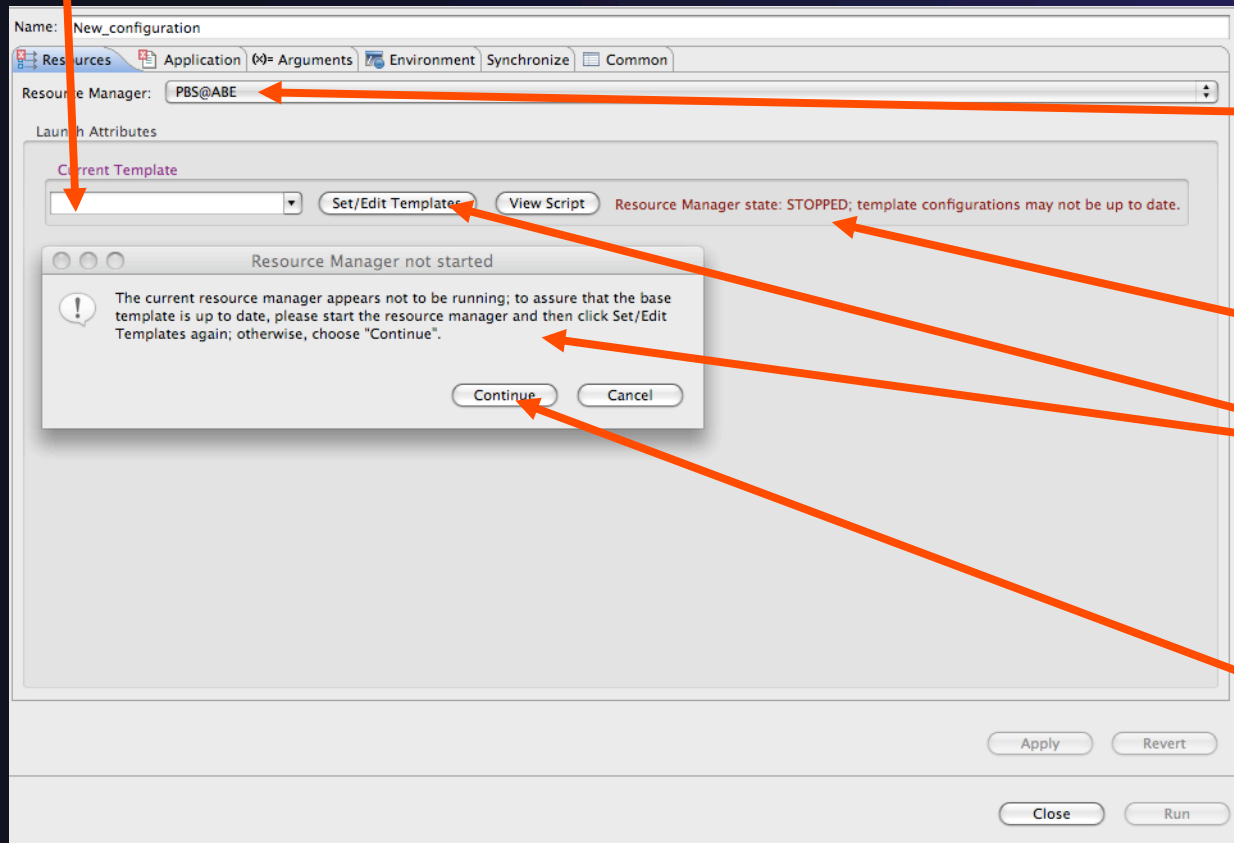 Name: New_configuration
Resources Application (x)= Arguments Environment Synchronize Common
Resource Manager: PBS@ABE
Launch Attributes
Current Template
Set/Edit Templates View Script Resource Manager state: STOPPED; template configurations may not be up to date.
Resource Manager not started
The current resource manager appears not to be running; to assure that the base
template is up to date, please start the resource manager and then click Set/Edit
Templates again; otherwise, choose "Continue".
Continue Cancel
Apply Revert
Close Run